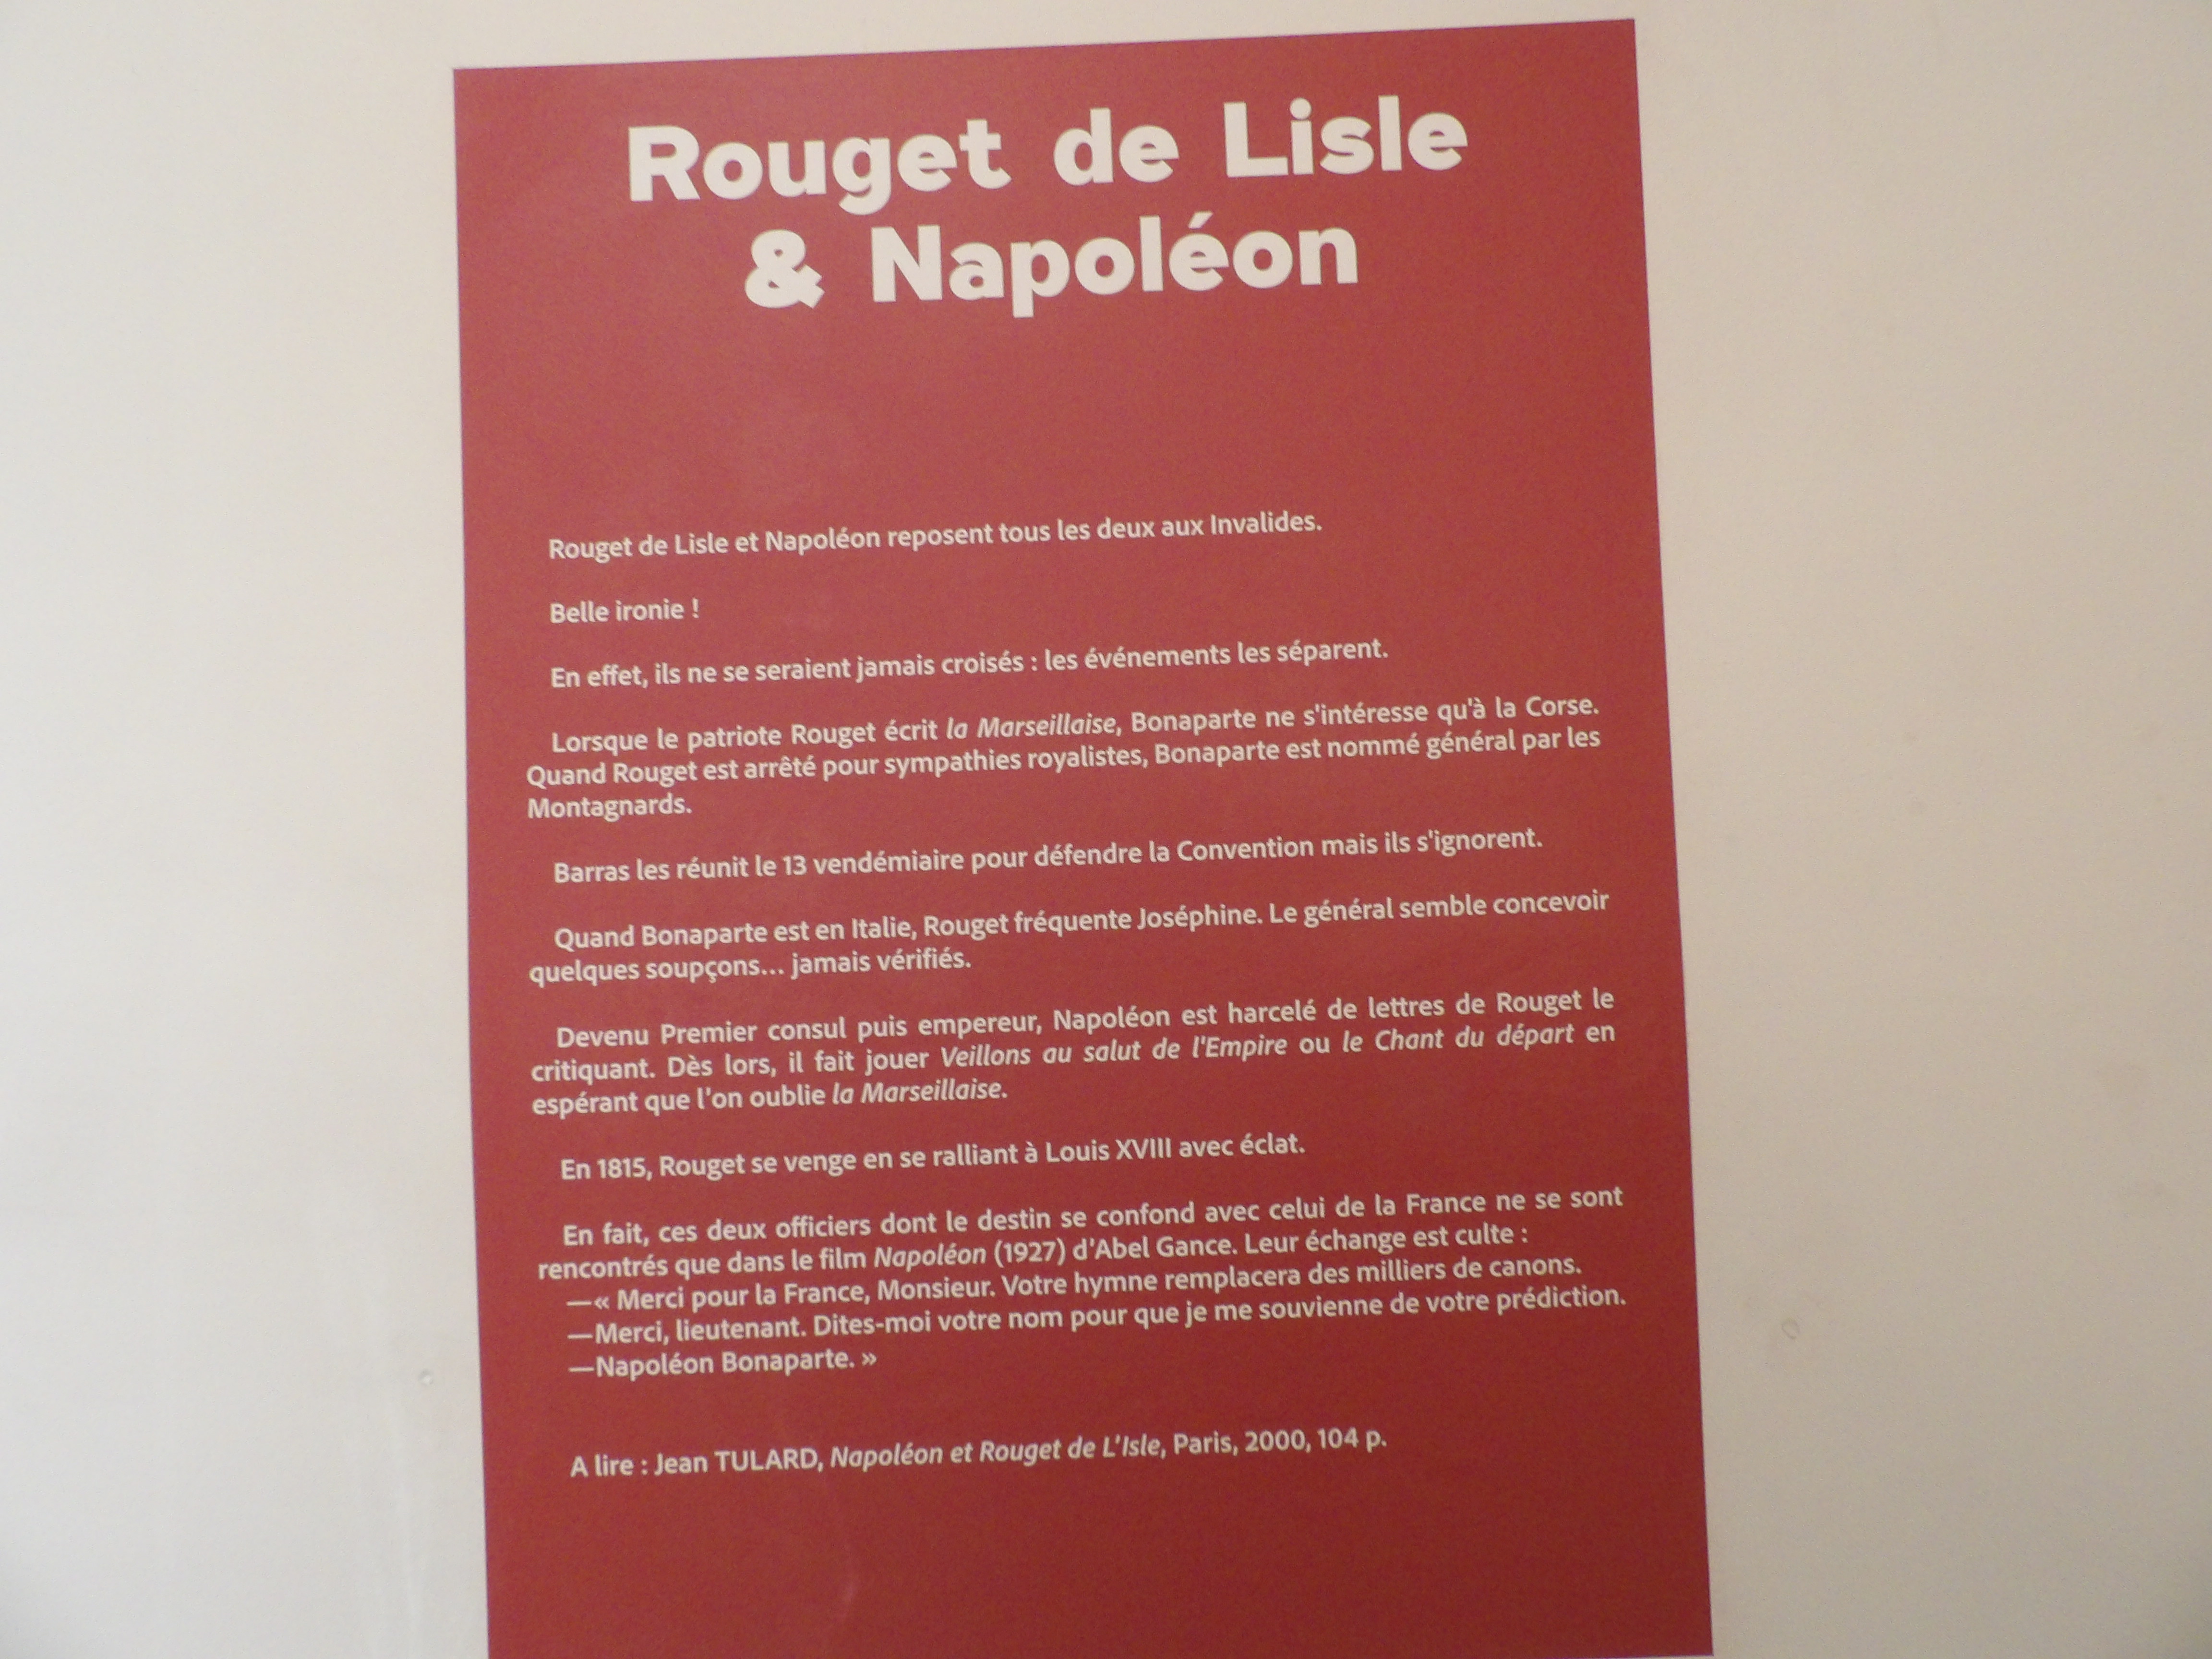 Rouget de Lisle
& Napoléon
Rouget de Lisle et Napoléon reposent tous les deux aux Invalides.
Belle ironie !
En effet, ils ne se seraient jamais croisés : les événements les séparent.
Lorsque le patriote Rouget écrit la Marseillaise, Bonaparte ne s'intéresse qu'à la Corse.
Quand Rouget est arrêté pour sympathies royalistes, Bonaparte est nommé général par les
Montagnards.
Barras les réunit le 13 vendémiaire pour défendre la Convention mais ils s'ignorent.
Quand Bonaparte est en Italie, Rouget fréquente Joséphine. Le général semble concevoir
quelques soupçons... jamais vérifiés.
Devenu Premier consul puis empereur, Napoléon est harcelé de lettres de Rouget le
critiquant. Dès lors, il fait jouer Veillons au salut de l'Empire ou le Chant du départ en
espérant que l'on oublie la Marseillaise.
En 1815, Rouget se venge en se ralliant à Louis XVIII avec éclat.
En fait, ces deux officiers dont le destin se confond avec celui de la France ne se sont
rencontrés que dans le film Napoléon (1927) d'Abel Gance. Leur échange est culte :
—« Merci pour la France, Monsieur. Votre hymne remplacera des milliers de canons.
—Merci, lieutenant. Dites-moi votre nom pour que je me souvienne de votre prédiction.
—Napoléon Bonaparte. »
A lire : Jean TULARD, Napoléon et Rouget de L'Isle, Paris, 2000, 104 p.